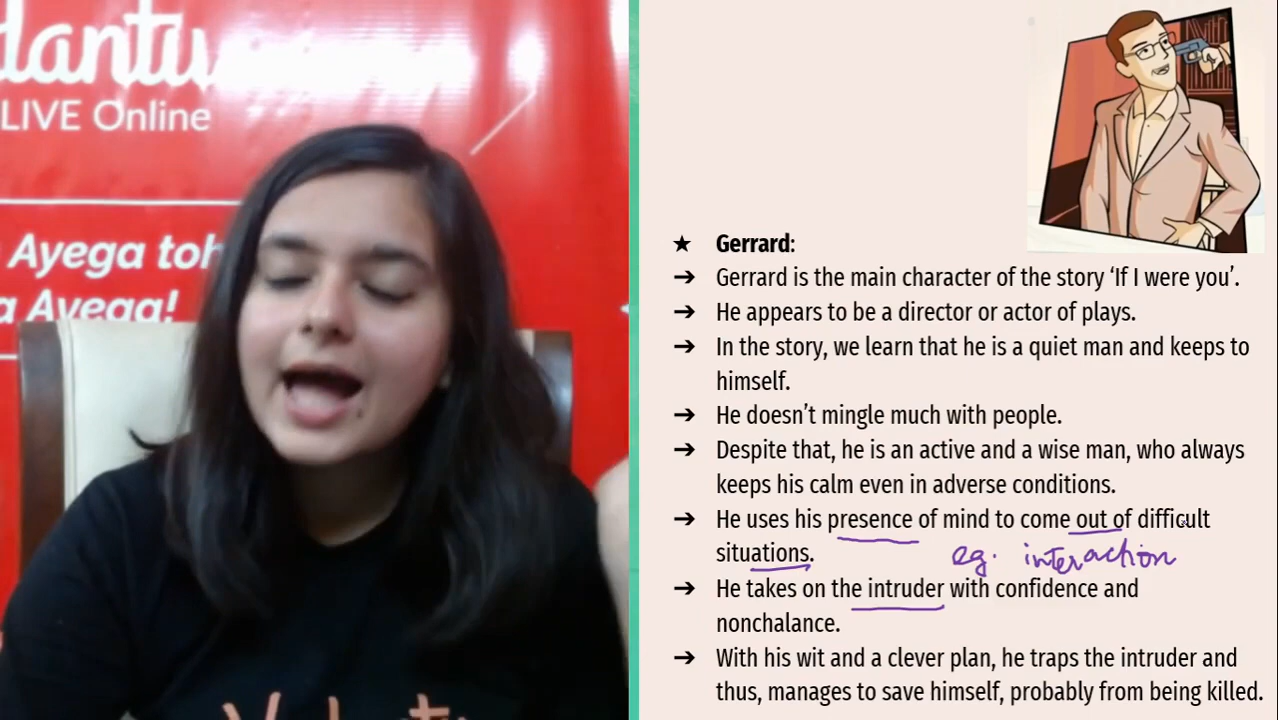 dantu
LIVE Online
Ayega toh
a Ayega!
★ Gerrard:
➔ Gerrard is the main character of the story ‘If I were you’.
➔ He appears to be a director or actor of plays.
➔ In the story, we learn that he is a quiet man and keeps to
himself.
➔ He doesn’t mingle much with people.
➔ Despite that, he is an active and a wise man, who always
keeps his calm even in adverse conditions.
➔ He uses his presence of mind to come out of difficult
situations.
eg. interaction
➔ He takes on the intruder with confidence and
nonchalance.
➔ With his wit and a clever plan, he traps the intruder and
thus, manages to save himself, probably from being killed.